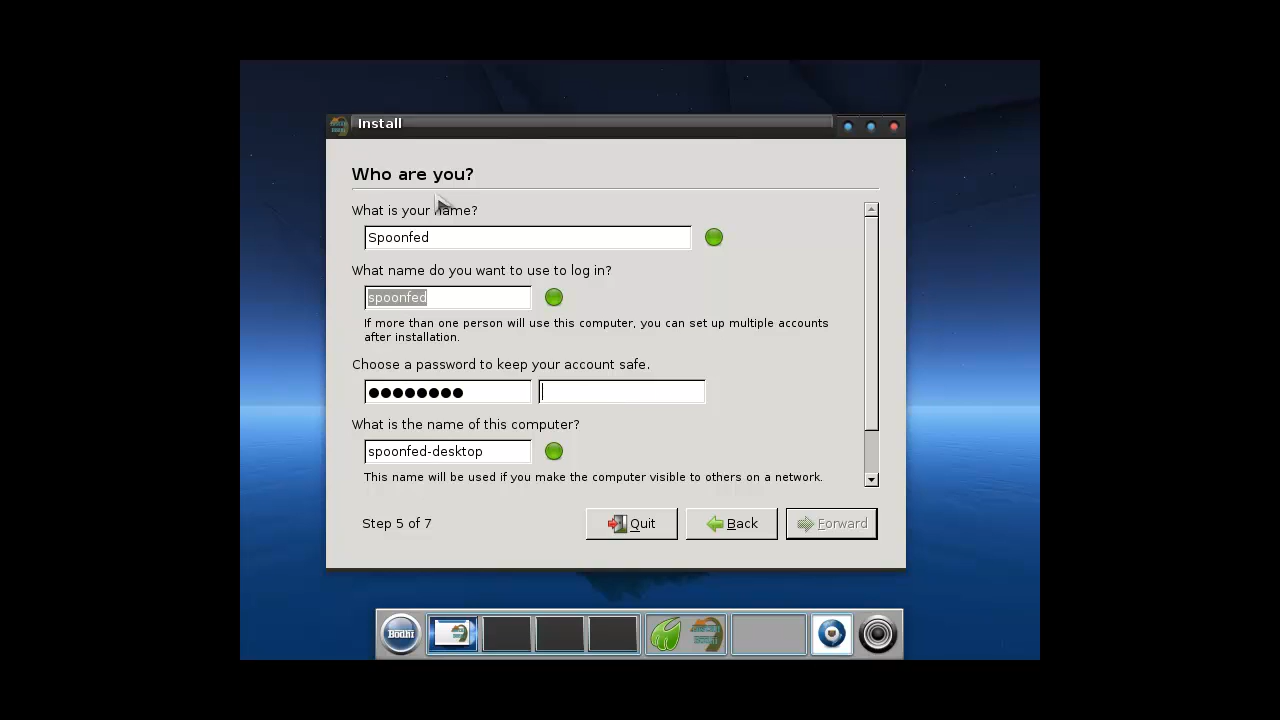 Install
Who are you?
What is your name?
Spoonfed
What name do you want to use to log in?
spoonfed
If more than one person will use this computer, you can set up multiple accounts
after installation.
Choose a password to keep your account safe.
●●●●●●●●
What is the name of this computer?
spoonfed-desktop
This name will be used if you make the computer visible to others on a network.
Step 5 of 7
Quit
Back
Forward
Bodhi